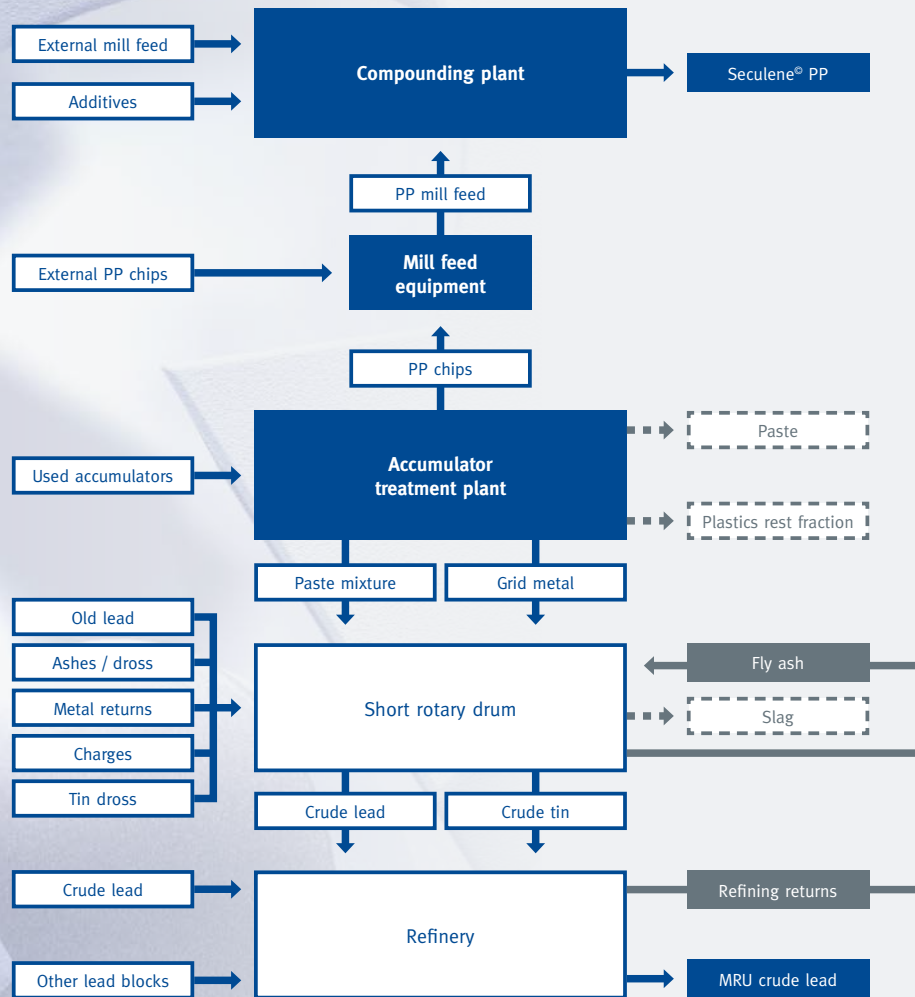 External mill feed
Additives
Compounding plant
Seculene© PP
PP mill feed
External PP chips
Mill feed
equipment
PP chips
Used accumulators
Accumulator
treatment plant
Paste
Plastics rest fraction
Paste mixture
Grid metal
Old lead
Ashes / dross
Metal returns
Charges
Tin dross
Short rotary drum
Fly ash
Slag
Crude lead
Crude tin
Crude lead
Other lead blocks
Refinery
Refining returns
MRU crude lead